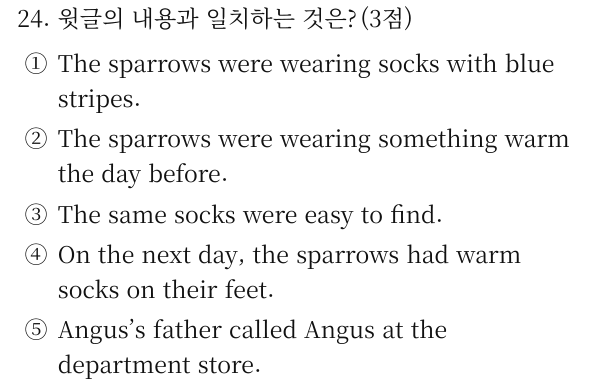 24. 윗글의 내용과 일치하는 것은?(3점)
① The sparrows were wearing socks with blue
stripes.
② The sparrows were wearing something warm
the day before.
③ The same socks were easy to find.
④ On the next day, the sparrows had warm
socks on their feet.
⑤ Angus’s father called Angus at the
department store.